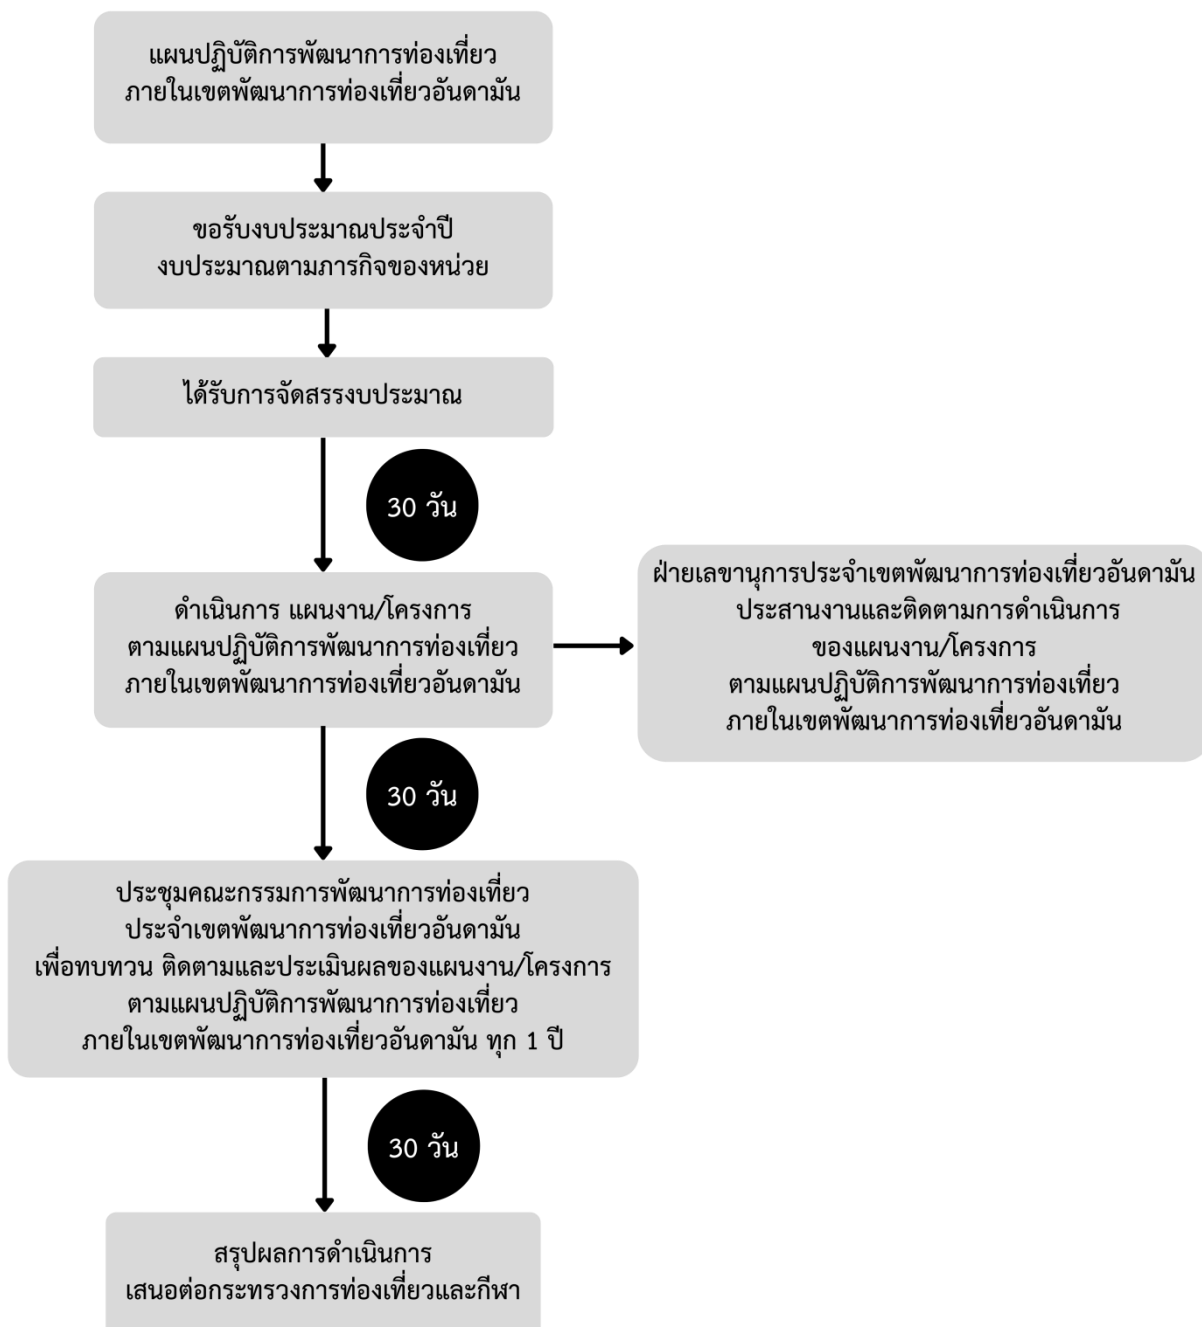 แผนปฏิบัติการพัฒนาการท่องเที่ยว
ภายในเขตพัฒนาการท่องเที่ยวอันดามัน
ขอรับงบประมาณประจำปี
งบประมาณตามภารกิจของหน่วย
ได้รับการจัดสรรงบประมาณ
30 วัน
ดำเนินการ แผนงาน/โครงการ
ตามแผนปฏิบัติการพัฒนาการท่องเที่ยว
ภายในเขตพัฒนาการท่องเที่ยวอันดามัน
ฝ่ายเลขานุการประจำเขตพัฒนาการท่องเที่ยวอันดามัน
ประสานงานและติดตามการดำเนินการ
ของแผนงาน/โครงการ
ตามแผนปฏิบัติการพัฒนาการท่องเที่ยว
ภายในเขตพัฒนาการท่องเที่ยวอันดามัน
30 วัน
ประชุมคณะกรรมการพัฒนาการท่องเที่ยว
ประจำเขตพัฒนาการท่องเที่ยวอันดามัน
เพื่อทบทวน ติดตามและประเมินผลของแผนงาน/โครงการ
ตามแผนปฏิบัติการพัฒนาการท่องเที่ยว
ภายในเขตพัฒนาการท่องเที่ยวอันดามัน ทุก 1 ปี
30 วัน
สรุปผลการดำเนินการ
เสนอต่อกระทรวงการท่องเที่ยวและกีฬา